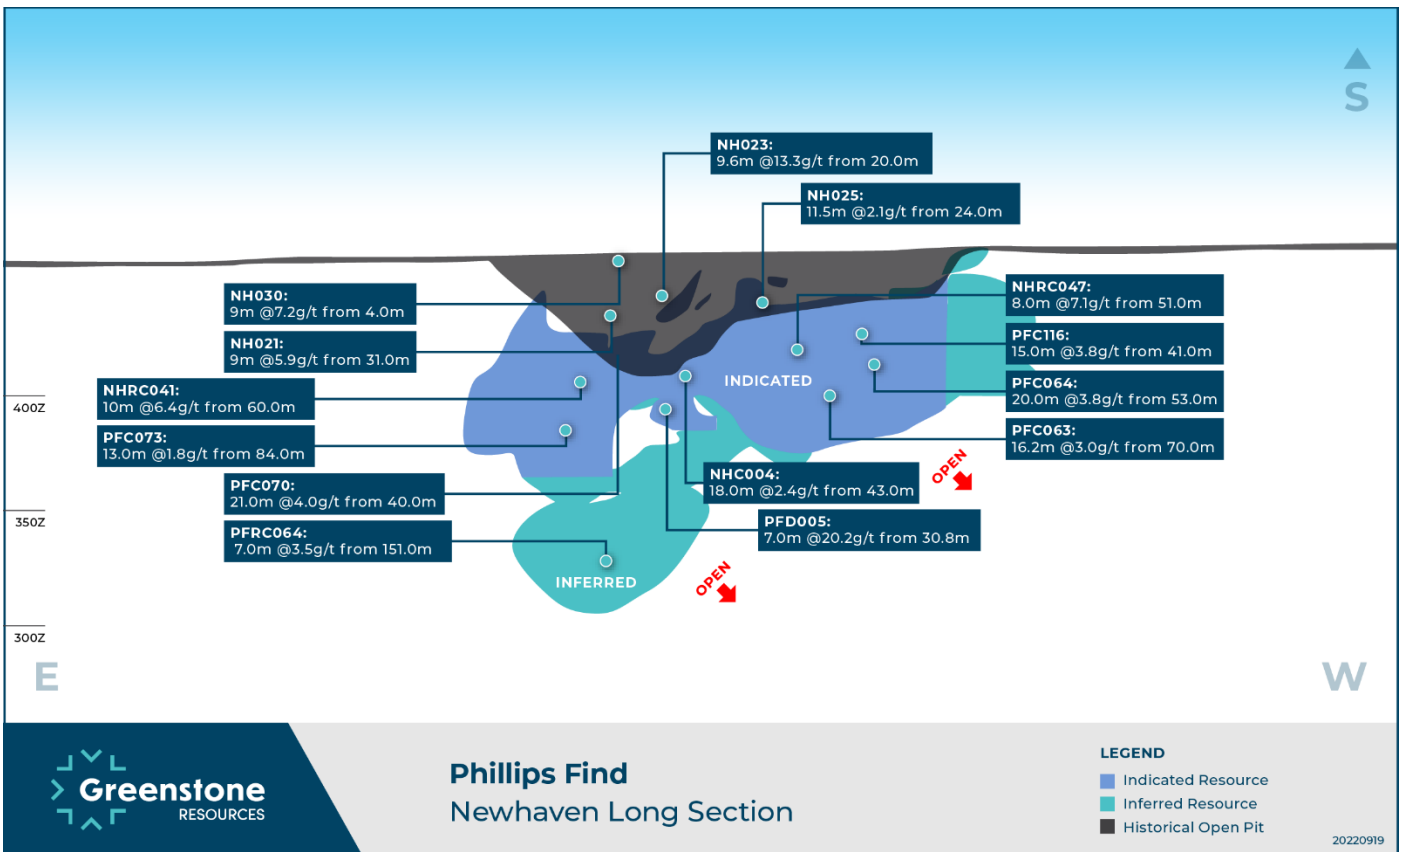 S
NH023:
9.6m @13.3g/t from 20.0m
NH025:
11.5m @2.1g/t from 24.0m
NH030:
9m @7.2g/t from 4.0m
NH021:
9m @5.9g/t from 31.0m
NHRC041:
10m @6.4g/t from 60.0m
PFC073:
13.0m @1.8g/t from 84.0m
PFC070:
21.0m @4.0g/t from 40.0m
PFRC064:
7.0m @3.5g/t from 151.0m
NHRC047:
8.0m @7.1g/t from 51.0m
PFC116:
15.0m @3.8g/t from 41.0m
PFC064:
20.0m @3.8g/t from 53.0m
PFC063:
16.2m @3.0g/t from 70.0m
NHC004:
18.0m @2.4g/t from 43.0m
PFD005:
7.0m @20.2g/t from 30.8m
INDICATED
INFERRED
OPEN
OPEN
400Z
350Z
300Z
E
W
Greenstone
RESOURCES
Phillips Find
Newhaven Long Section
LEGEND
Indicated Resource
Inferred Resource
Historical Open Pit
20220919